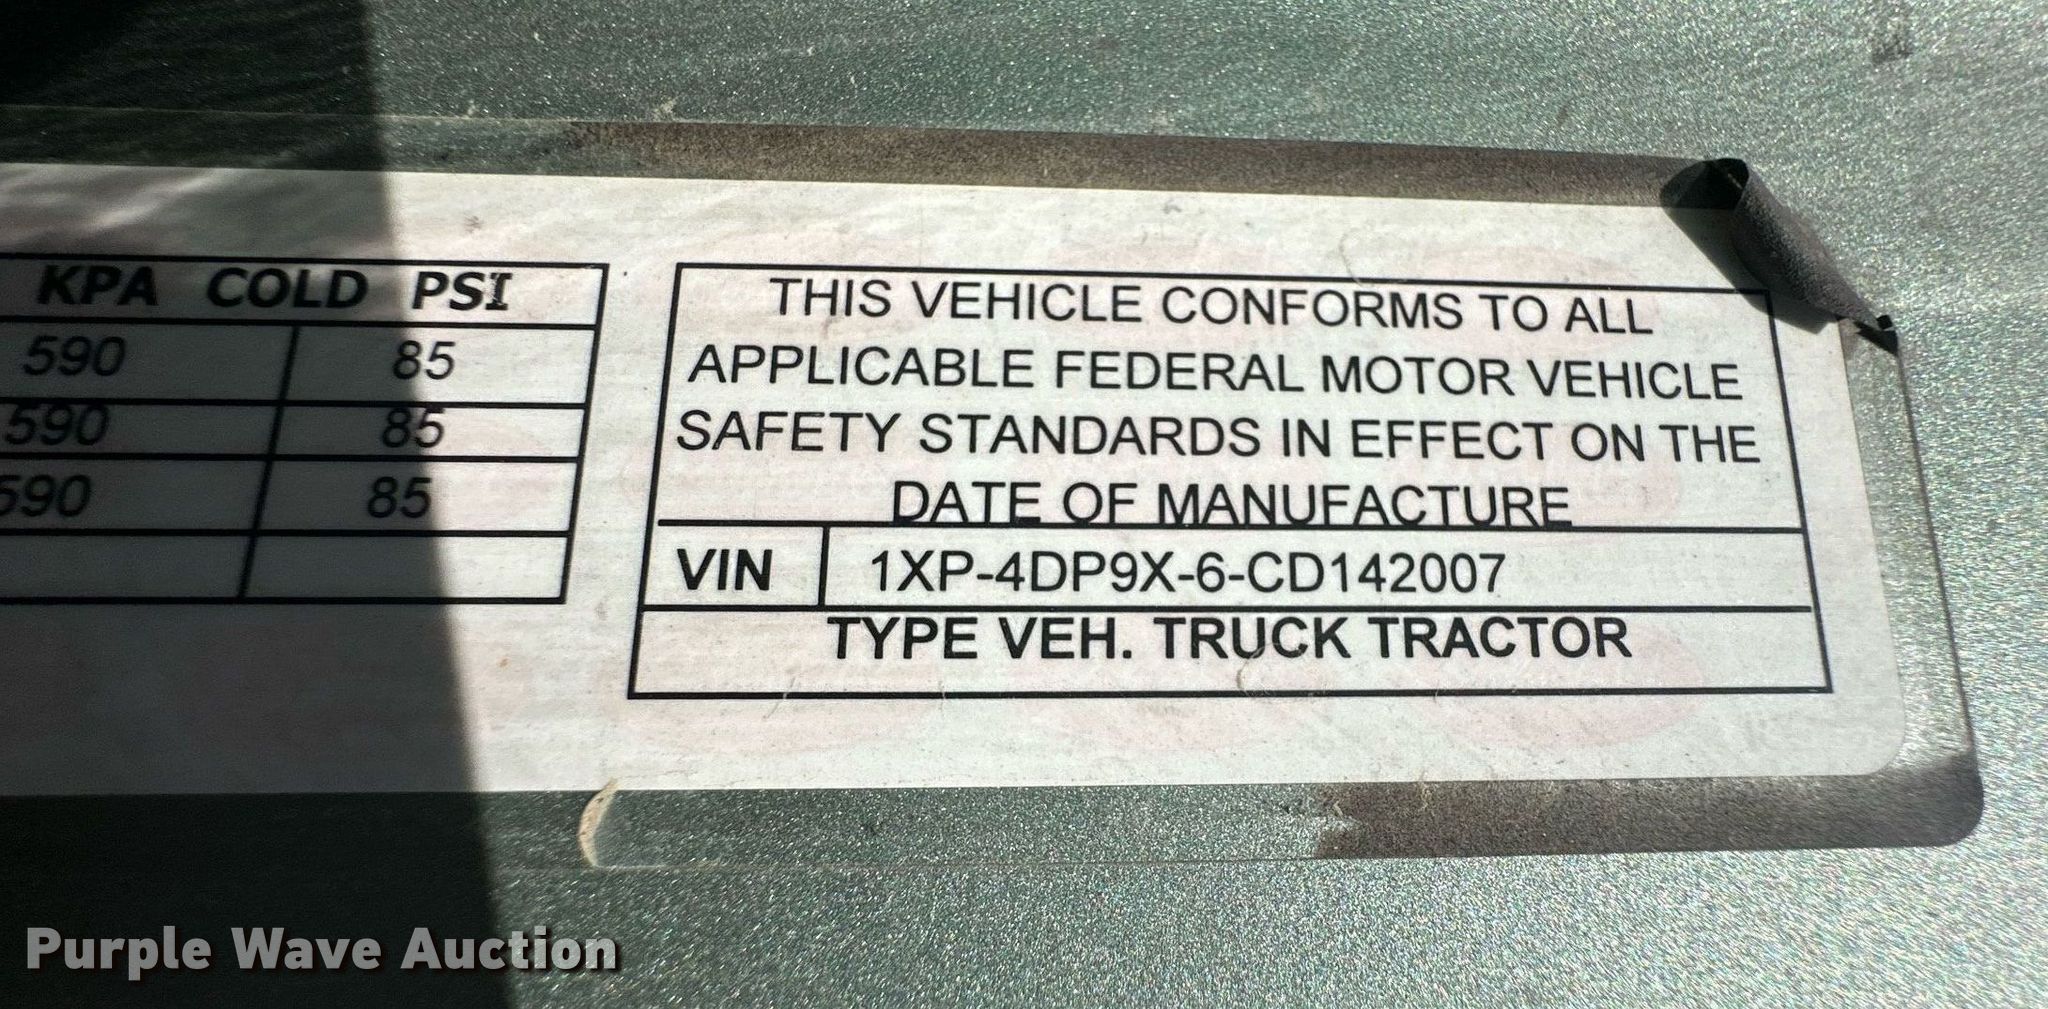 KPA COLD PSI
590 85
590 85
590 85
THIS VEHICLE CONFORMS TO ALL
APPLICABLE FEDERAL MOTOR VEHICLE
SAFETY STANDARDS IN EFFECT ON THE
DATE OF MANUFACTURE
VIN 1XP-4DP9X-6-CD142007
TYPE VEH. TRUCK TRACTOR
Purple Wave Auction